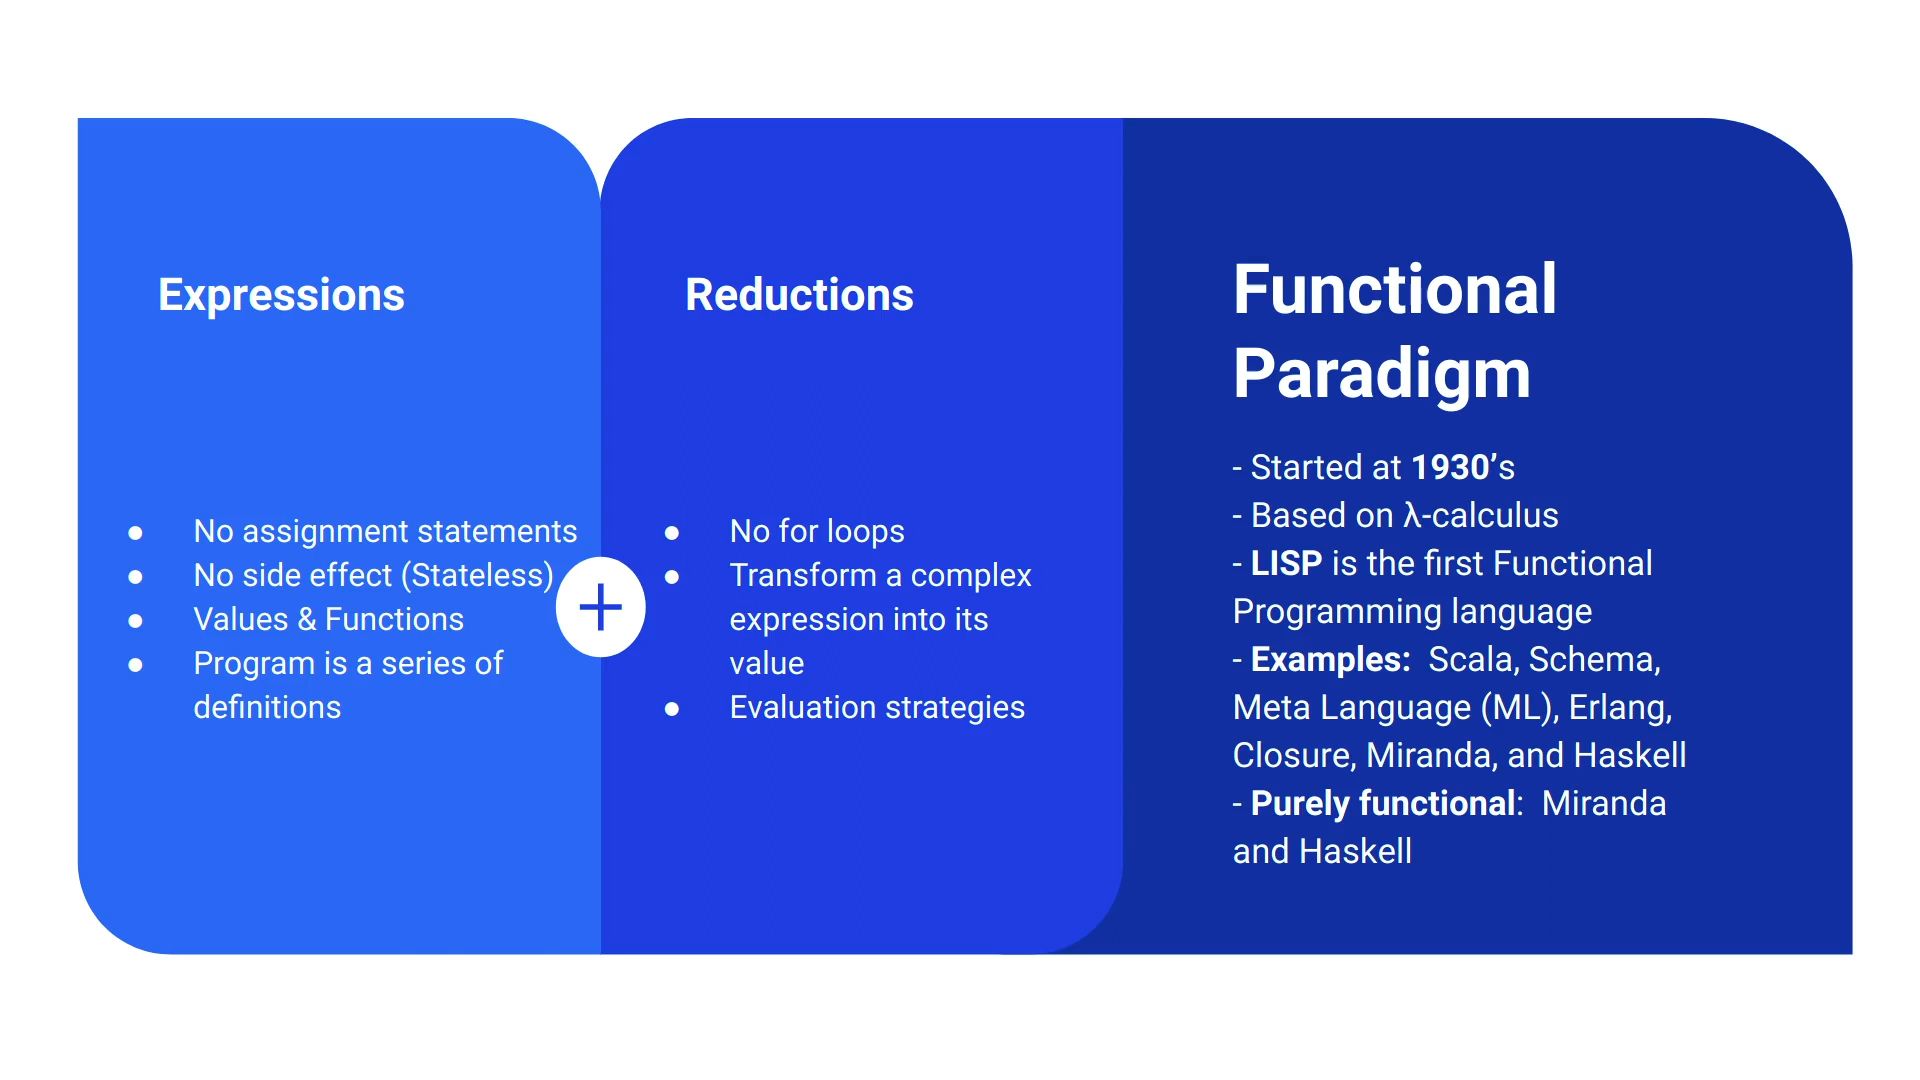 Expressions
● No assignment statements
● No side effect (Stateless)
● Values & Functions
● Program is a series of
definitions
+
Reductions
● No for loops
● Transform a complex
expression into its
value
● Evaluation strategies
Functional
Paradigm
- Started at 1930’s
- Based on λ-calculus
- LISP is the first Functional
Programming language
- Examples:  Scala, Schema,
Meta Language (ML), Erlang,
Closure, Miranda, and Haskell
- Purely functional:  Miranda
and Haskell